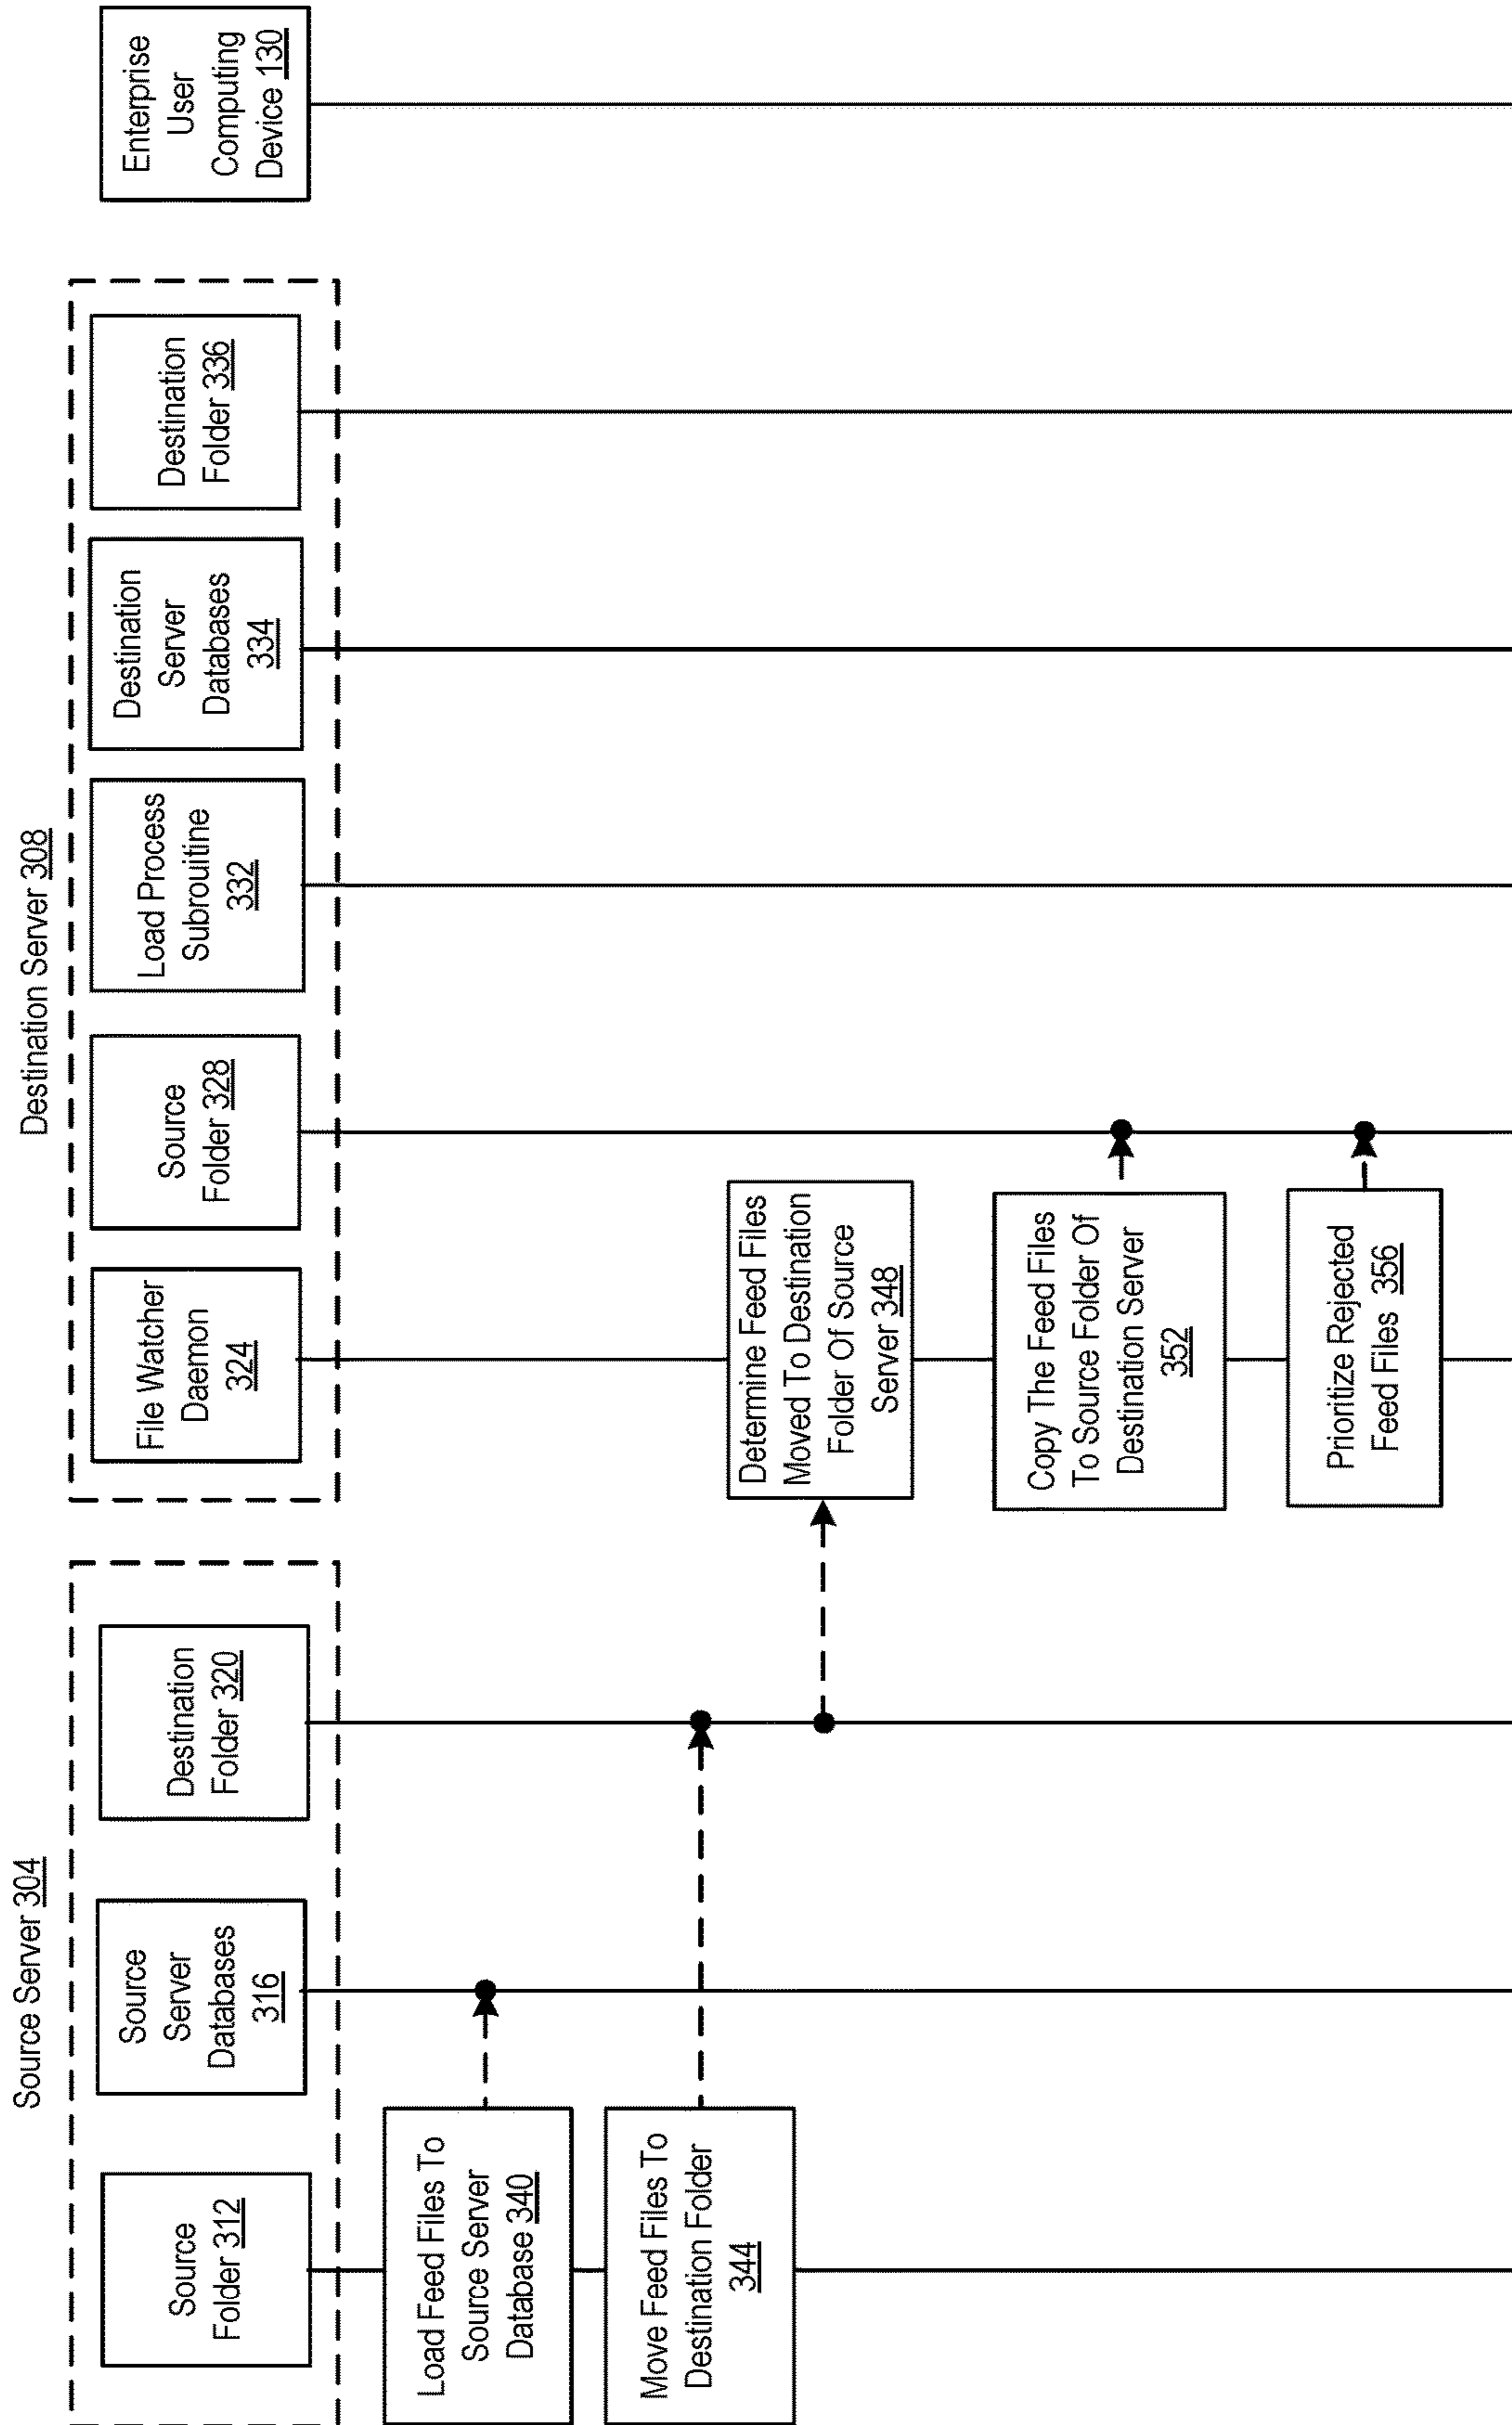 Source Server 304
Destination Server 308
Source
Folder 312
Source
Server
Databases
316
Destination
Folder 320
File Watcher
Daemon
324
Source
Folder 328
Load Process
Subrouitine
332
Destination
Server
Databases
334
Destination
Folder 336
Enterprise
User
Computing
Device 130
Load Feed Files To
Source Server
Database 340
Move Feed Files To
Destination Folder
344
Determine Feed Files
Moved To Destination
Folder Of Source
Server 348
Copy The Feed Files
To Source Folder Of
Destination Server
352
Prioritize Rejected
Feed Files 356